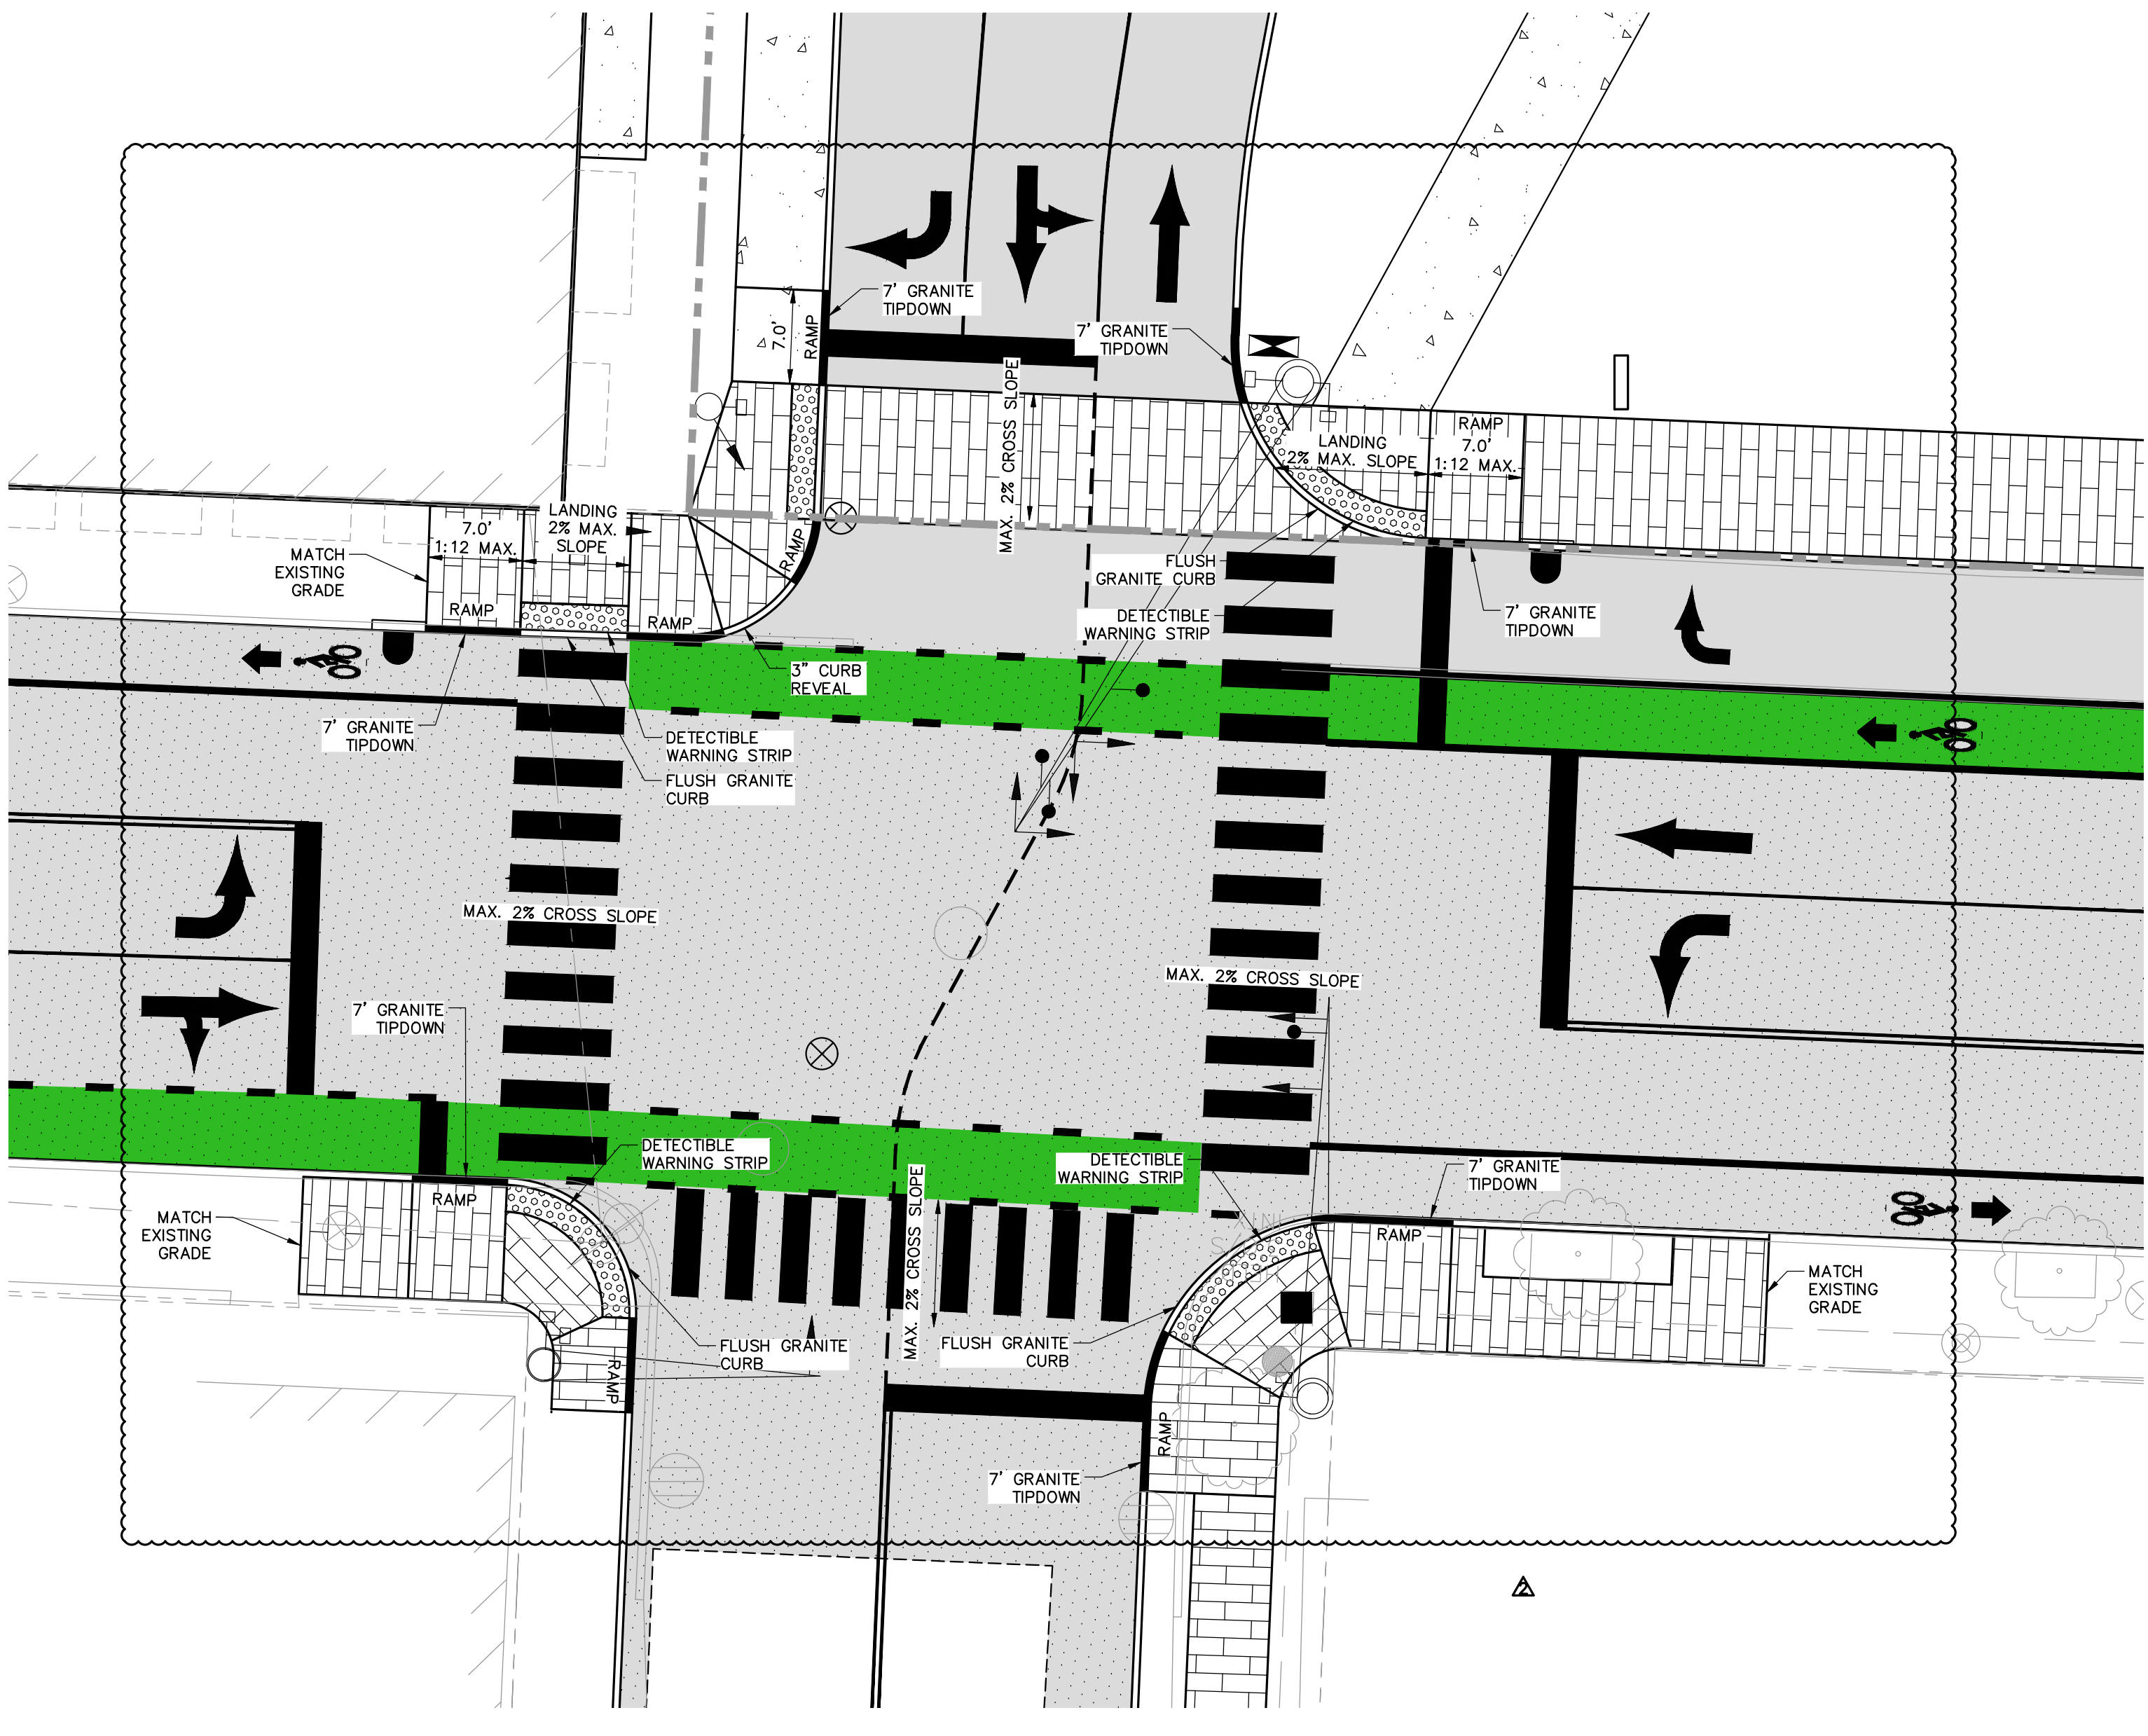 7' GRANITE
TIPDOWN
7.0'
RAMP
7' GRANITE
TIPDOWN
MAX. 2% CROSS SLOPE
RAMP
7.0'
1:12 MAX.
LANDING
2% MAX. SLOPE
LANDING
2% MAX.
SLOPE
7.0'
1:12 MAX.
MATCH
EXISTING
GRADE
RAMP
RAMP
RAMP
FLUSH
GRANITE CURB
DETECTIBLE
WARNING STRIP
7' GRANITE
TIPDOWN
3" CURB
REVEAL
7' GRANITE
TIPDOWN
DETECTIBLE
WARNING STRIP
FLUSH GRANITE
CURB
MAX. 2% CROSS SLOPE
MAX. 2% CROSS SLOPE
7' GRANITE
TIPDOWN
DETECTIBLE
WARNING STRIP
DETECTIBLE
WARNING STRIP
7' GRANITE
TIPDOWN
MAX. 2% CROSS SLOPE
RAMP
MATCH
EXISTING
GRADE
RAMP
MATCH
EXISTING
GRADE
FLUSH GRANITE
CURB
FLUSH GRANITE
CURB
RAMP
RAMP
7' GRANITE
TIPDOWN
2